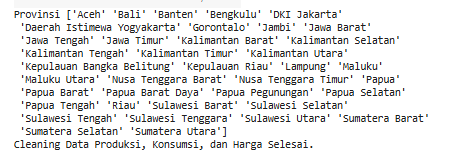 Provinsi ['Aceh' 'Bali' 'Banten' 'Bengkulu' 'DKI Jakarta'
'Daerah Istimewa Yogyakarta' 'Gorontalo' 'Jambi' 'Jawa Barat'
'Jawa Tengah' 'Jawa Timur' 'Kalimantan Barat' 'Kalimantan Selatan'
'Kalimantan Tengah' 'Kalimantan Timur' 'Kalimantan Utara'
'Kepulauan Bangka Belitung' 'Kepulauan Riau' 'Lampung' 'Maluku'
'Maluku Utara' 'Nusa Tenggara Barat' 'Nusa Tenggara Timur' 'Papua'
'Papua Barat' 'Papua Barat Daya' 'Papua Pegunungan' 'Papua Selatan'
'Papua Tengah' 'Riau' 'Sulawesi Barat' 'Sulawesi Selatan'
'Sulawesi Tengah' 'Sulawesi Tenggara' 'Sulawesi Utara' 'Sumatera Barat'
'Sumatera Selatan' 'Sumatera Utara']
Cleaning Data Produksi, Konsumsi, dan Harga Selesai.